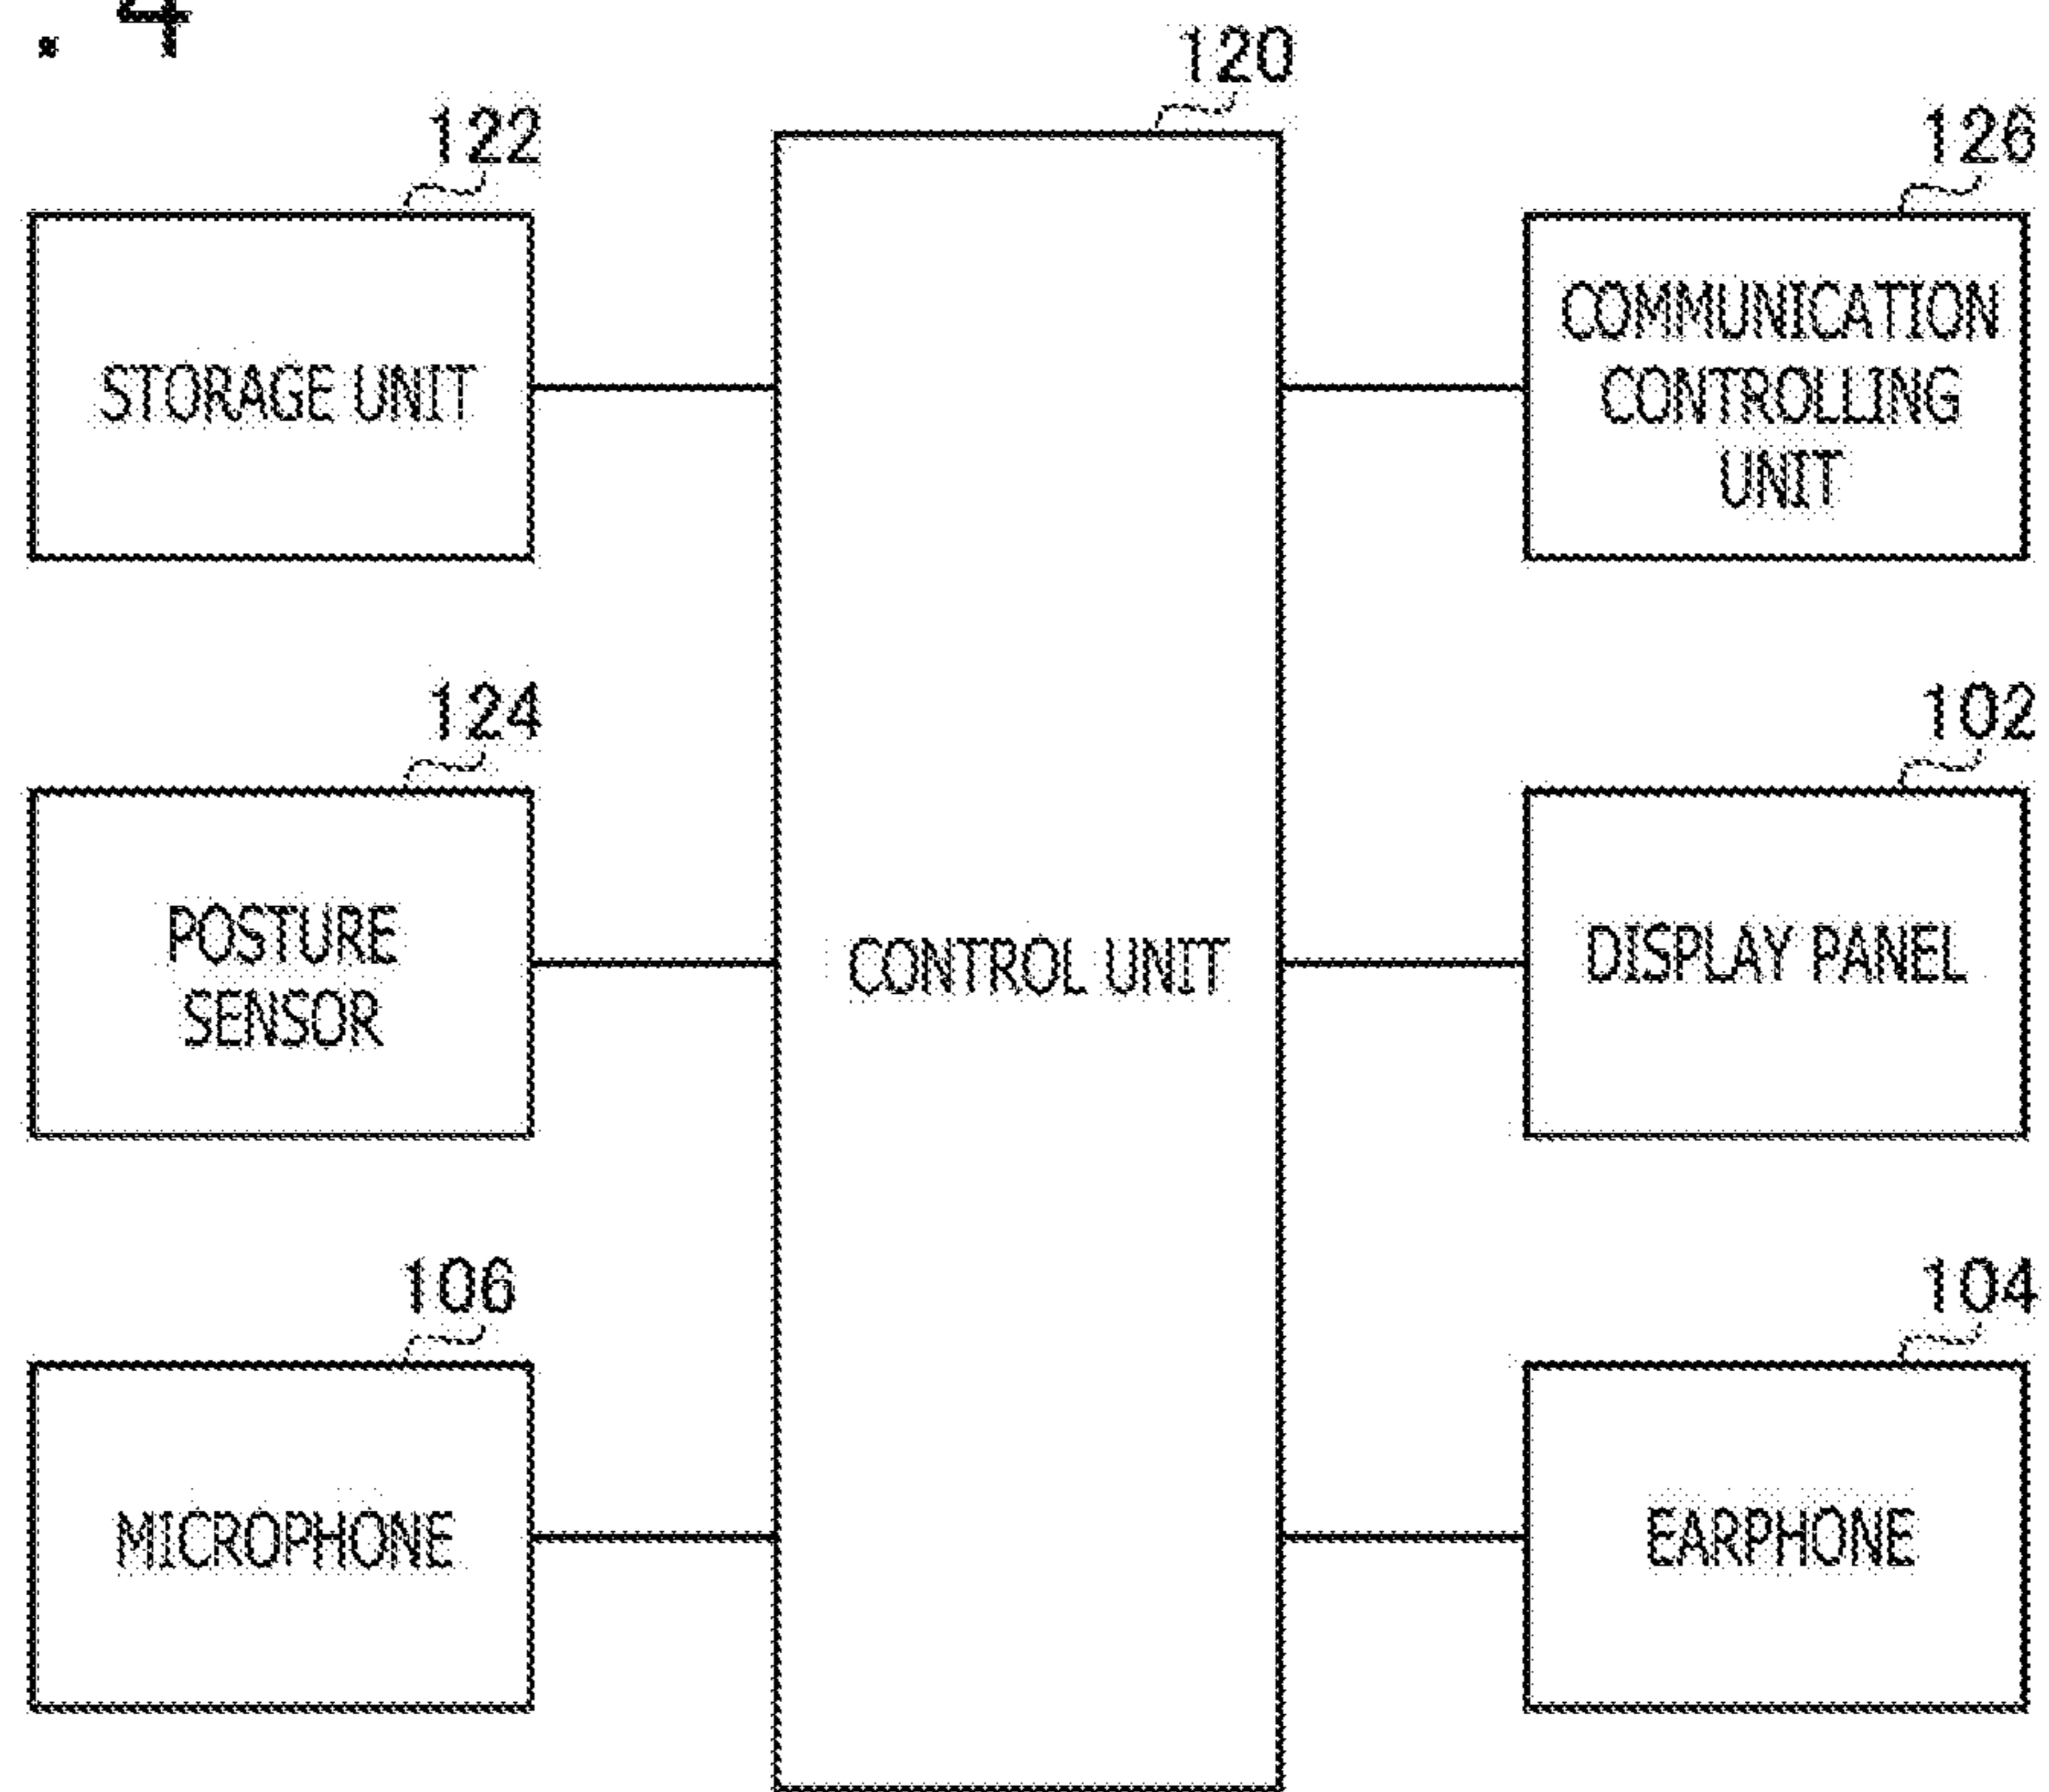 . 4
120
122
126
STORAGE UNIT
COMMUNICATION
CONTROLLING
UNIT
124
102
POSTURE
SENSOR
CONTROL UNIT
DISPLAY PANEL
106
104
MICROPHONE
EARPHONE